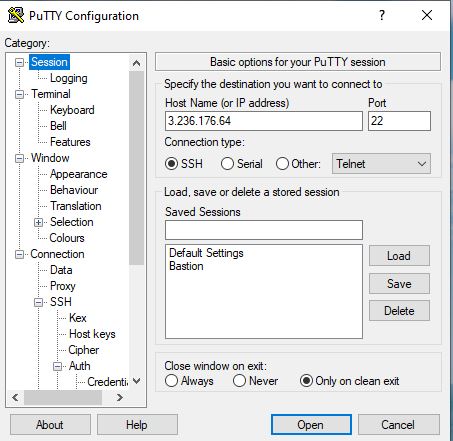 PuTTY Configuration
Category:
Session
Logging
Terminal
Keyboard
Bell
Features
Window
Appearance
Behaviour
Translation
Selection
Colours
Connection
Data
Proxy
SSH
Kex
Host keys
Cipher
Auth
Credenti
Basic options for your PuTTY session
Specify the destination you want to connect to
Host Name (or IP address) Port
3.236.176.64 22
Connection type:
SSH Serial Other: Telnet
Load, save or delete a stored session
Saved Sessions
Default Settings
Bastion
Load
Save
Delete
Close window on exit:
Always Never Only on clean exit
About Help Open Cancel